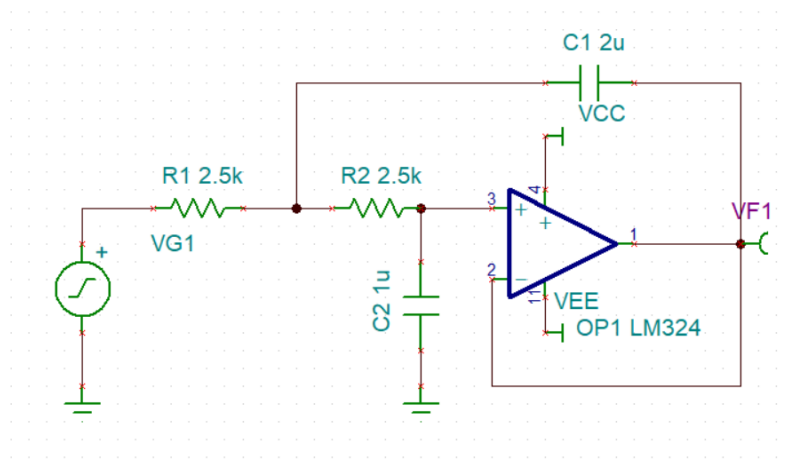 C1 2u
VCC
R1 2.5k
R2 2.5k
3
4
+
+
1
VF1
VG1
+
2
−
C2 1u
11
VEE
OP1 LM324